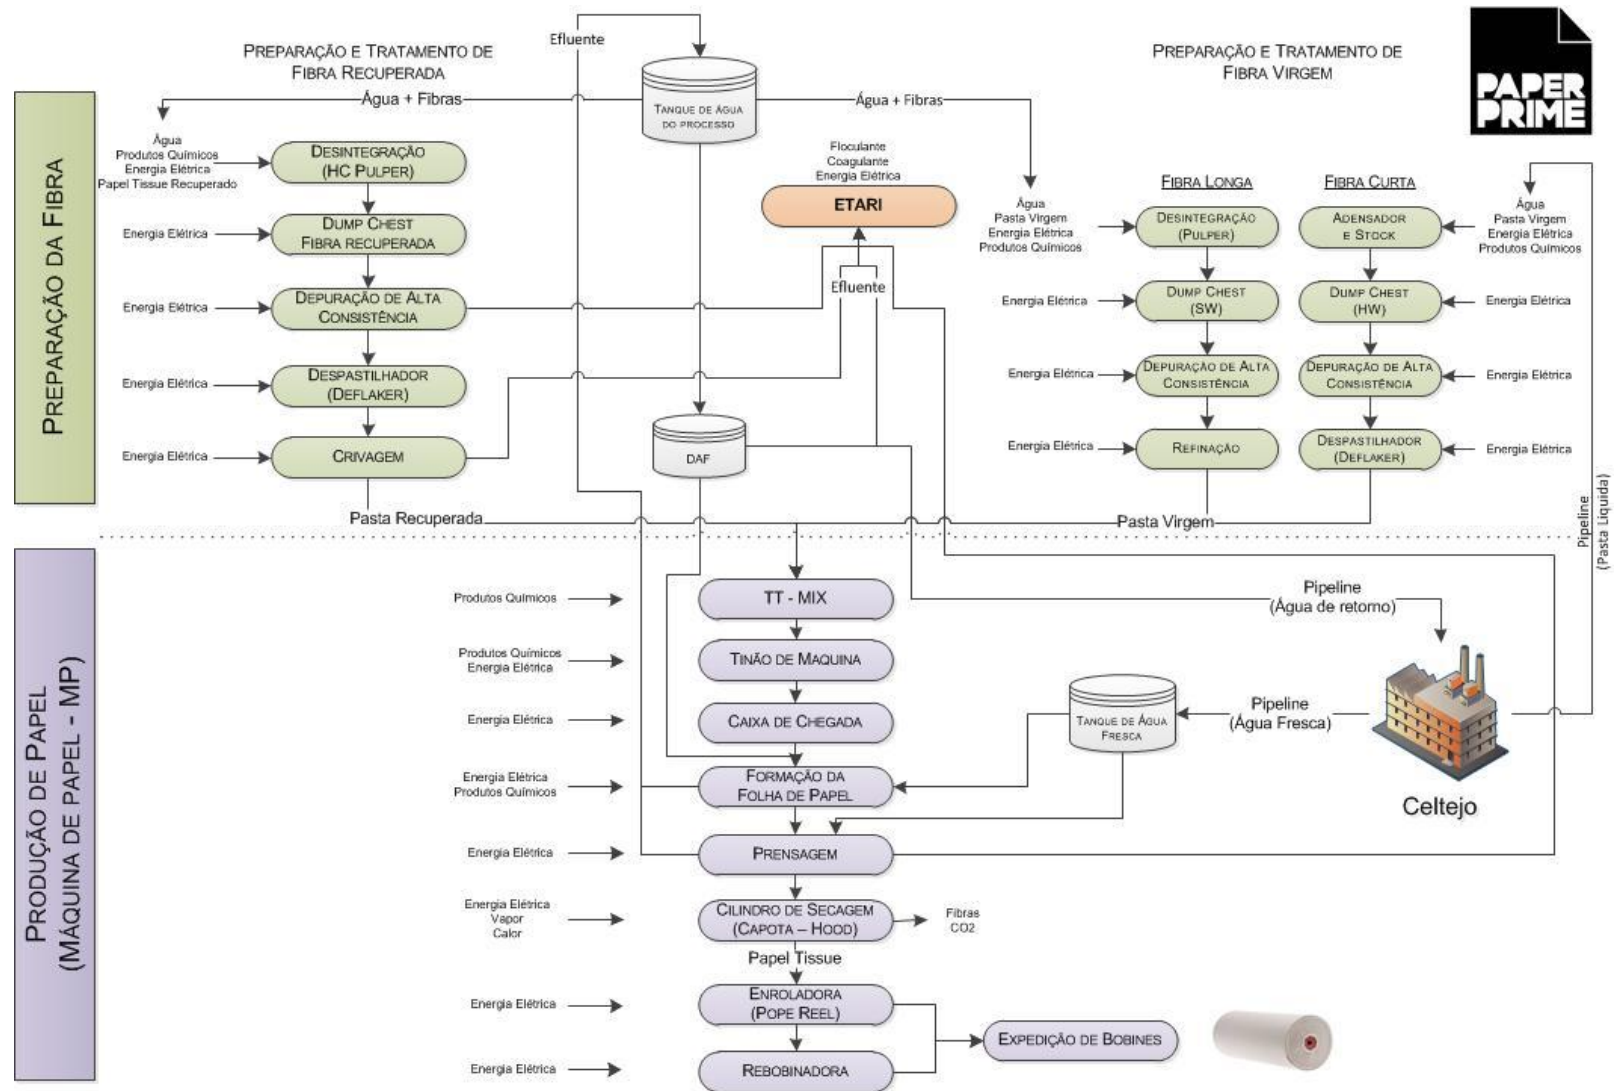 PREPARAÇÃO E TRATAMENTO DE
FIBRA RECUPERADA
Efluente
PREPARAÇÃO E TRATAMENTO DE
FIBRA VIRGEM
PAPER
PRIME
PREPARAÇÃO DA FIBRA
Água + Fibras
TANQUE DE ÁGUA
DO PROCESSO
Água + Fibras
Água
Produtos Químicos
Energia Elétrica
Papel Tissue Recuperado
DESINTEGRAÇÃO
(HC PULPER)
Energia Elétrica
DUMP CHEST
FIBRA RECUPERADA
Energia Elétrica
DEPURAÇÃO DE ALTA
CONSISTÊNCIA
Energia Elétrica
DESPASTILHADOR
(DEFLAKER)
Energia Elétrica
CRIVAGEM
Floculante
Coagulante
Energia Elétrica
ETARI
Efluente
DAF
FIBRA LONGA
FIBRA CURTA
Água
Pasta Virgem
Energia Elétrica
Produtos Químicos
DESINTEGRAÇÃO
(PULPER)
ADENSADOR
E STOCK
Água
Pasta Virgem
Energia Elétrica
Produtos Químicos
Energia Elétrica
DUMP CHEST
(SW)
DUMP CHEST
(HW)
Energia Elétrica
Energia Elétrica
DEPURAÇÃO DE ALTA
CONSISTÊNCIA
DEPURAÇÃO DE ALTA
CONSISTÊNCIA
Energia Elétrica
Energia Elétrica
REFINAÇÃO
DESPASTILHADOR
(DEFLAKER)
Energia Elétrica
Pipeline
(Pasta Liquida)
Pasta Recuperada
Pasta Virgem
PRODUÇÃO DE PAPEL
(MÁQUINA DE PAPEL - MP)
Produtos Químicos
TT - MIX
Pipeline
(Água de retorno)
Produtos Químicos
Energia Elétrica
TINÃO DE MAQUINA
Energia Elétrica
CAIXA DE CHEGADA
TANQUE DE ÁGUA
FRESCA
Pipeline
(Água Fresca)
Celtejo
Energia Elétrica
Produtos Químicos
FORMAÇÃO DA
FOLHA DE PAPEL
Energia Elétrica
PRENSAGEM
Energia Elétrica
Vapor
Calor
CILINDRO DE SECAGEM
(CAPOTA – HOOD)
Fibras
CO2
Papel Tissue
Energia Elétrica
ENROLADORA
(POPE REEL)
EXPEDIÇÃO DE BOBINES
Energia Elétrica
REBOBINADORA